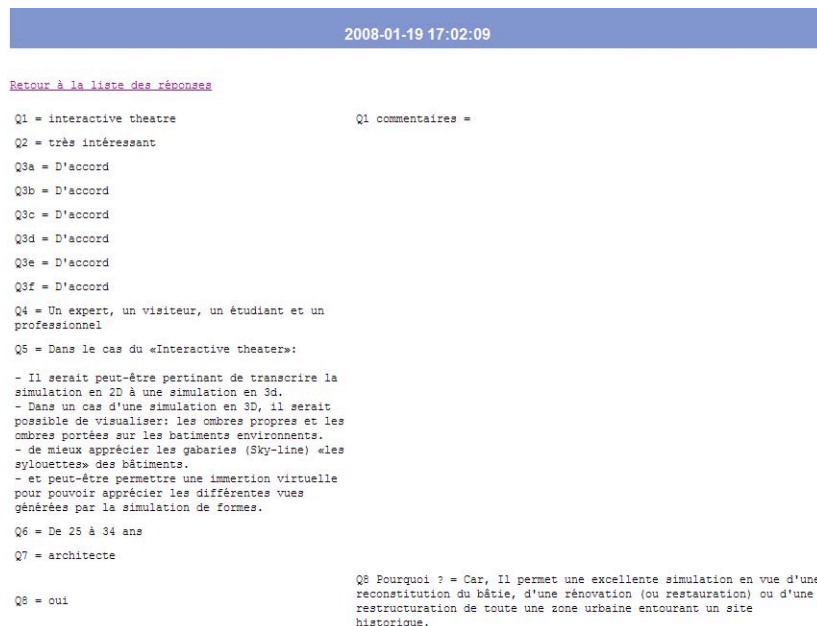 2008-01-19 17:02:09
Retour à la liste des réponses
Q1 = interactive theatre
Q1 commentaires =
Q2 = très intéressant
Q3a = D'accord
Q3b = D'accord
Q3c = D'accord
Q3d = D'accord
Q3e = D'accord
Q3f = D'accord
Q4 = Un expert, un visiteur, un étudiant et un
professionnel
Q5 = Dans le cas du «Interactive theater»:
- Il serait peut-être pertinant de transcrire la
simulation en 2D à une simulation en 3d.
- Dans un cas d'une simulation en 3D, il serait
possible de visualiser: les ombres propres et les
ombres portées sur les batiments environnents.
- de mieux apprécier les gabaries (Sky-line) «les
sylouettes» des bâtiments.
- et peut-être permettre une immertion virtuelle
pour pouvoir apprécier les différentes vues
générées par la simulation de formes.
Q6 = De 25 à 34 ans
Q7 = architecte
Q8 = oui
Q8 Pourquoi ? = Car, Il permet une excellente simulation en vue d'une
reconstitution du bâtie, d'une rénovation (ou restauration) ou d'une
restructuration de toute une zone urbaine entourant un site
historique.